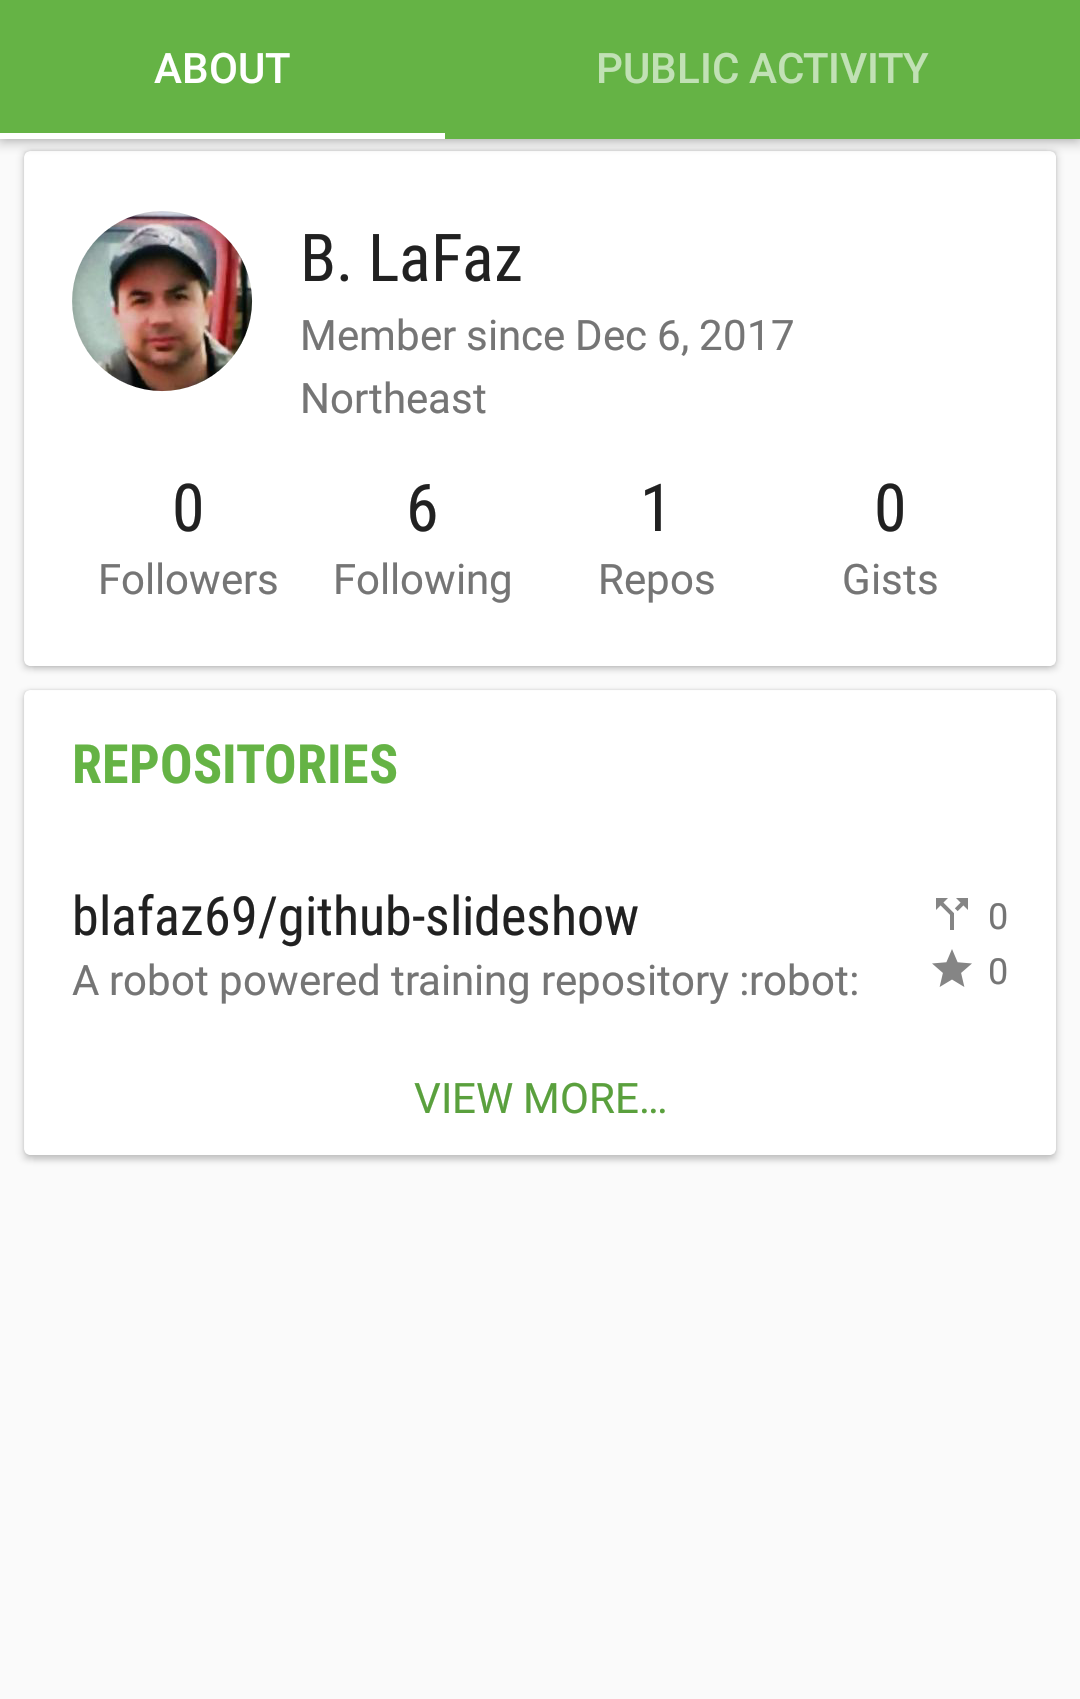 ABOUT PUBLIC ACTIVITY
B. LaFaz
Member since Dec 6, 2017
Northeast
0 6 1 0
Followers Following Repos Gists
REPOSITORIES
blafaz69/github-slideshow 0
A robot powered training repository :robot: 0
VIEW MORE...